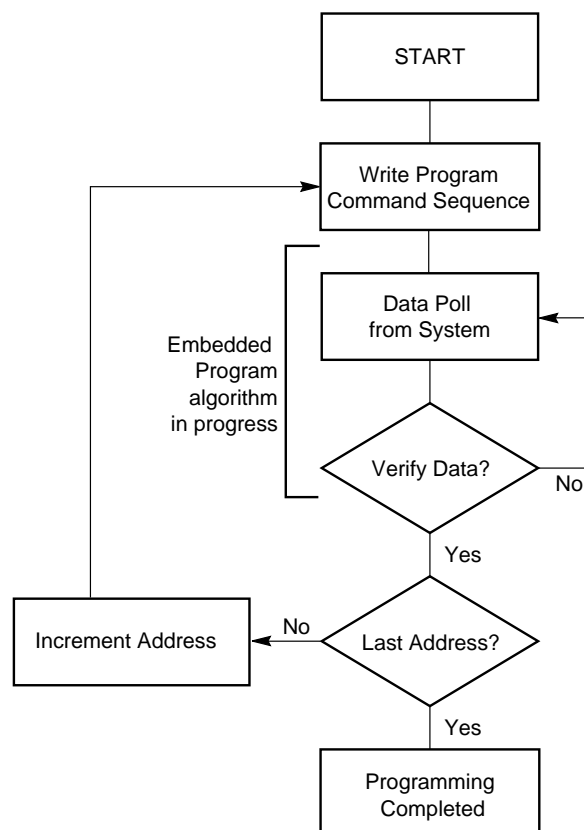 START
Write Program
Command Sequence
Data Poll
from System
Embedded
Program
algorithm
in progress
Verify Data?
No
Yes
Increment Address
No
Last Address?
Yes
Programming
Completed